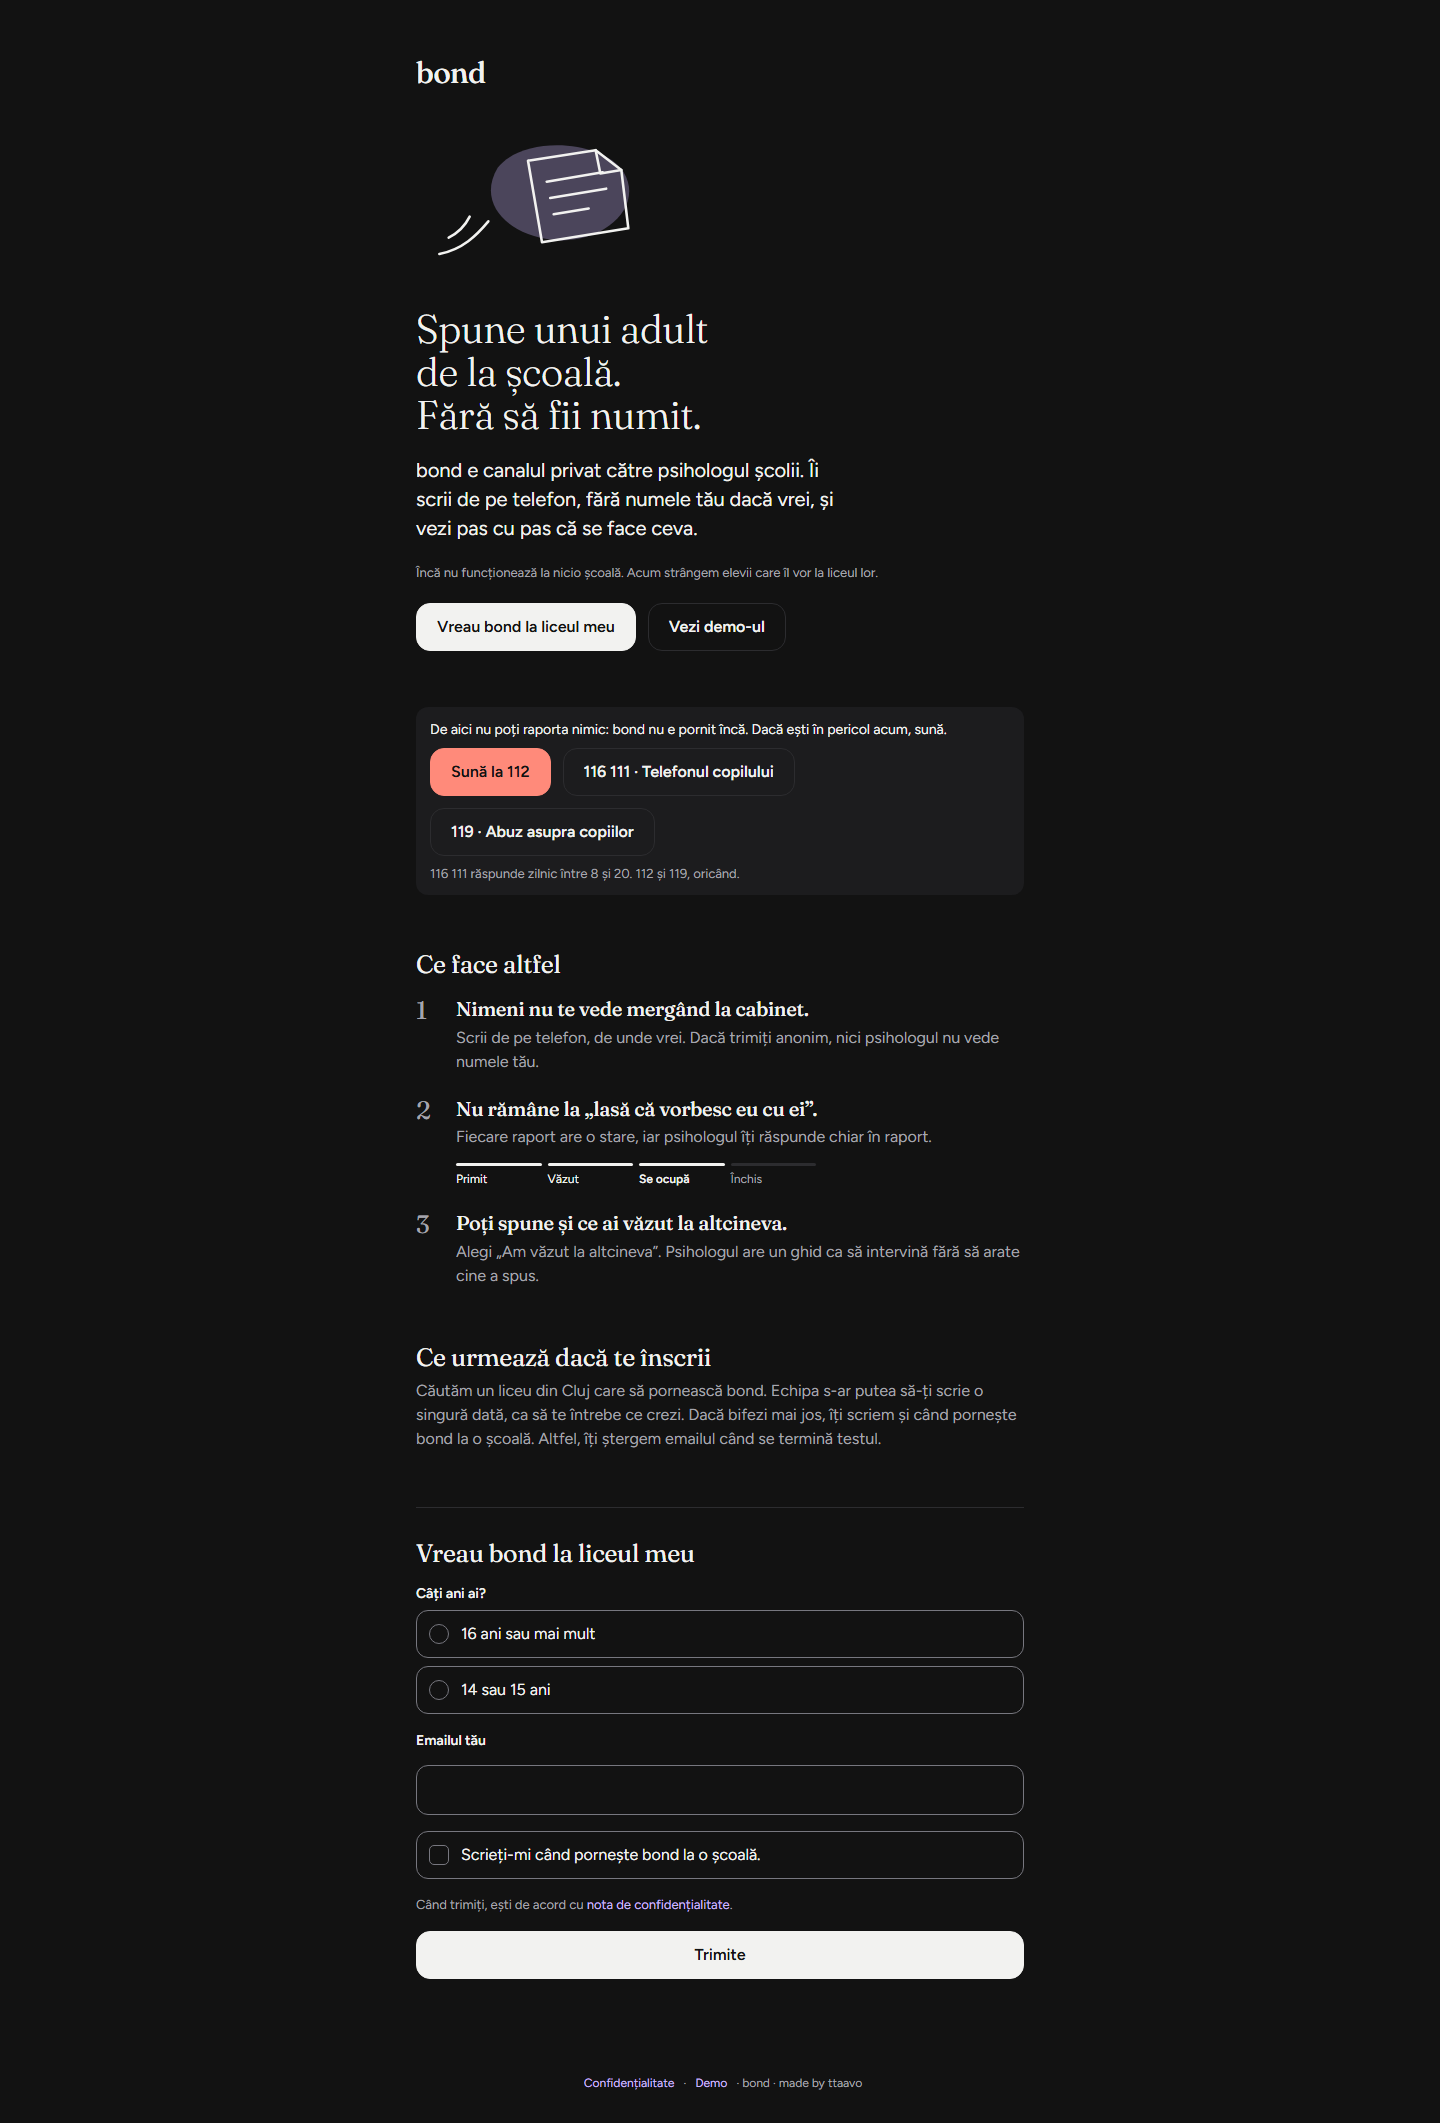 bond
Spune unui adult
de la școală.
Fără să fii numit.
bond e canalul privat către psihologul școlii. Îi
scrii de pe telefon, fără numele tău dacă vrei, și
vezi pas cu pas că se face ceva.
Încă nu funcționează la nicio școală. Acum strângem elevii care îl vor la liceul lor.
Vreau bond la liceul meu
Vezi demo-ul
De aici nu poți raporta nimic: bond nu e pornit încă. Dacă ești în pericol acum, sună.
Sună la 112
116 111 · Telefonul copilului
119 · Abuz asupra copiilor
116 111 răspunde zilnic între 8 și 20. 112 și 119, oricând.
Ce face altfel
1 Nimeni nu te vede mergând la cabinet.
Scrii de pe telefon, de unde vrei. Dacă trimiți anonim, nici psihologul nu vede
numele tău.
2 Nu rămâne la „lasă că vorbesc eu cu ei”.
Fiecare raport are o stare, iar psihologul îți răspunde chiar în raport.
Primit Văzut Se ocupă Închis
3 Poți spune și ce ai văzut la altcineva.
Alegi „Am văzut la altcineva”. Psihologul are un ghid ca să intervină fără să arate
cine a spus.
Ce urmează dacă te înscrii
Căutăm un liceu din Cluj care să pornească bond. Echipa s-ar putea să-ți scrie o
singură dată, ca să te întrebe ce crezi. Dacă bifezi mai jos, îți scriem și când pornește
bond la o școală. Altfel, îți ștergem emailul când se termină testul.
Vreau bond la liceul meu
Câți ani ai?
16 ani sau mai mult
14 sau 15 ani
Emailul tău
Scrieți-mi când pornește bond la o școală.
Când trimiți, ești de acord cu nota de confidențialitate.
Trimite
Confidențialitate · Demo · bond · made by ttaavo